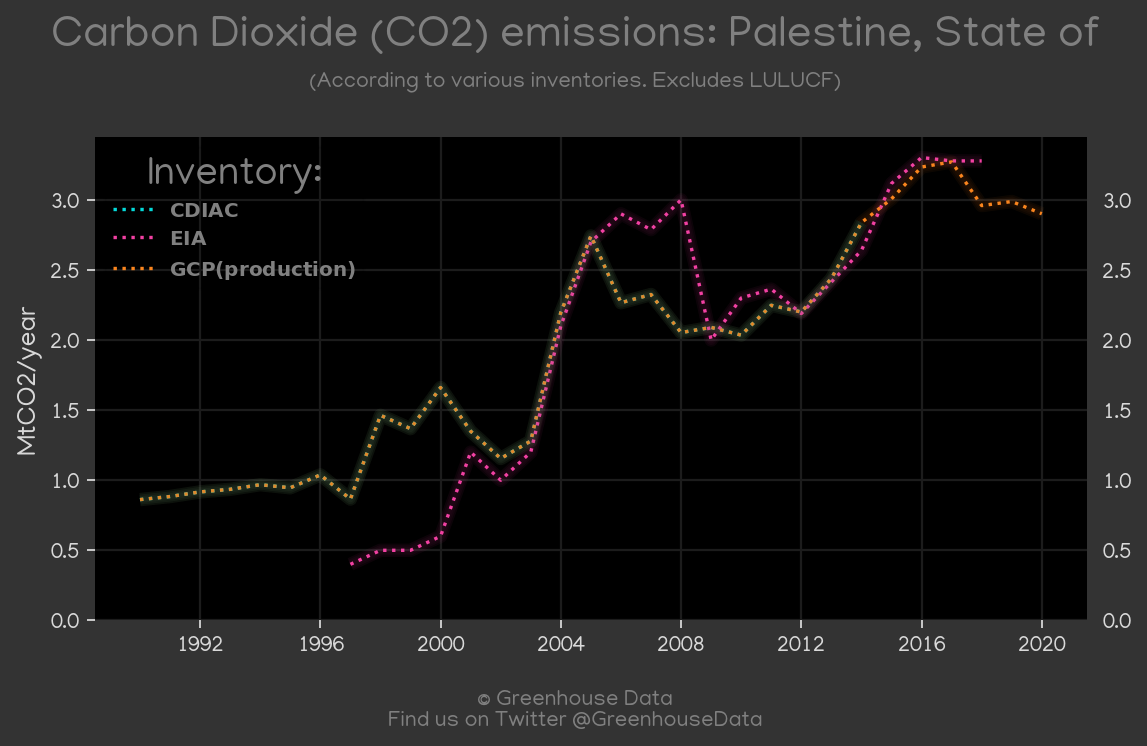 Carbon Dioxide (CO2) emissions: Palestine, State of
(According to various inventories. Excludes LULUCF)
Inventory:
CDIAC
EIA
GCP(production)
MtCO2/year
3.0 3.0
2.5 2.5
2.0 2.0
1.5 1.5
1.0 1.0
0.5 0.5
0.0 0.0
1992 1996 2000 2004 2008 2012 2016 2020
© Greenhouse Data
Find us on Twitter @GreenhouseData